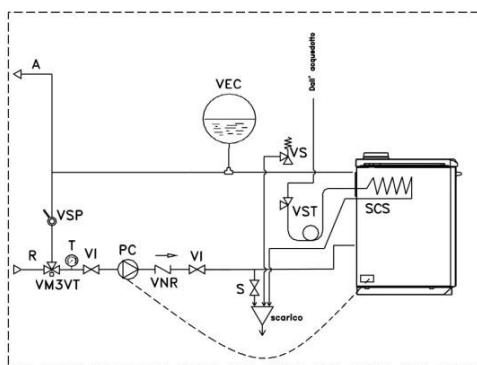 A
VEC
Dall' acquedotto
VS
VSP
VST
SCS
R
T
VI
PC
VI
VM3VT
VNR
S
scarico